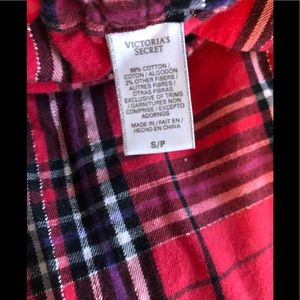 VICTORIA'S
SECRET
98% COTTON /
COTON / ALGODÓN
2% OTHER FIBERS /
AUTRES FIBRES /
OTRAS FIBRAS
EXCLUSIVE OF TRIMS
/ GARNITURES NON
COMPRISE / EXCEPTO
ADORNOS
MADE IN / FAIT EN /
HECHO EN CHINA
S/P